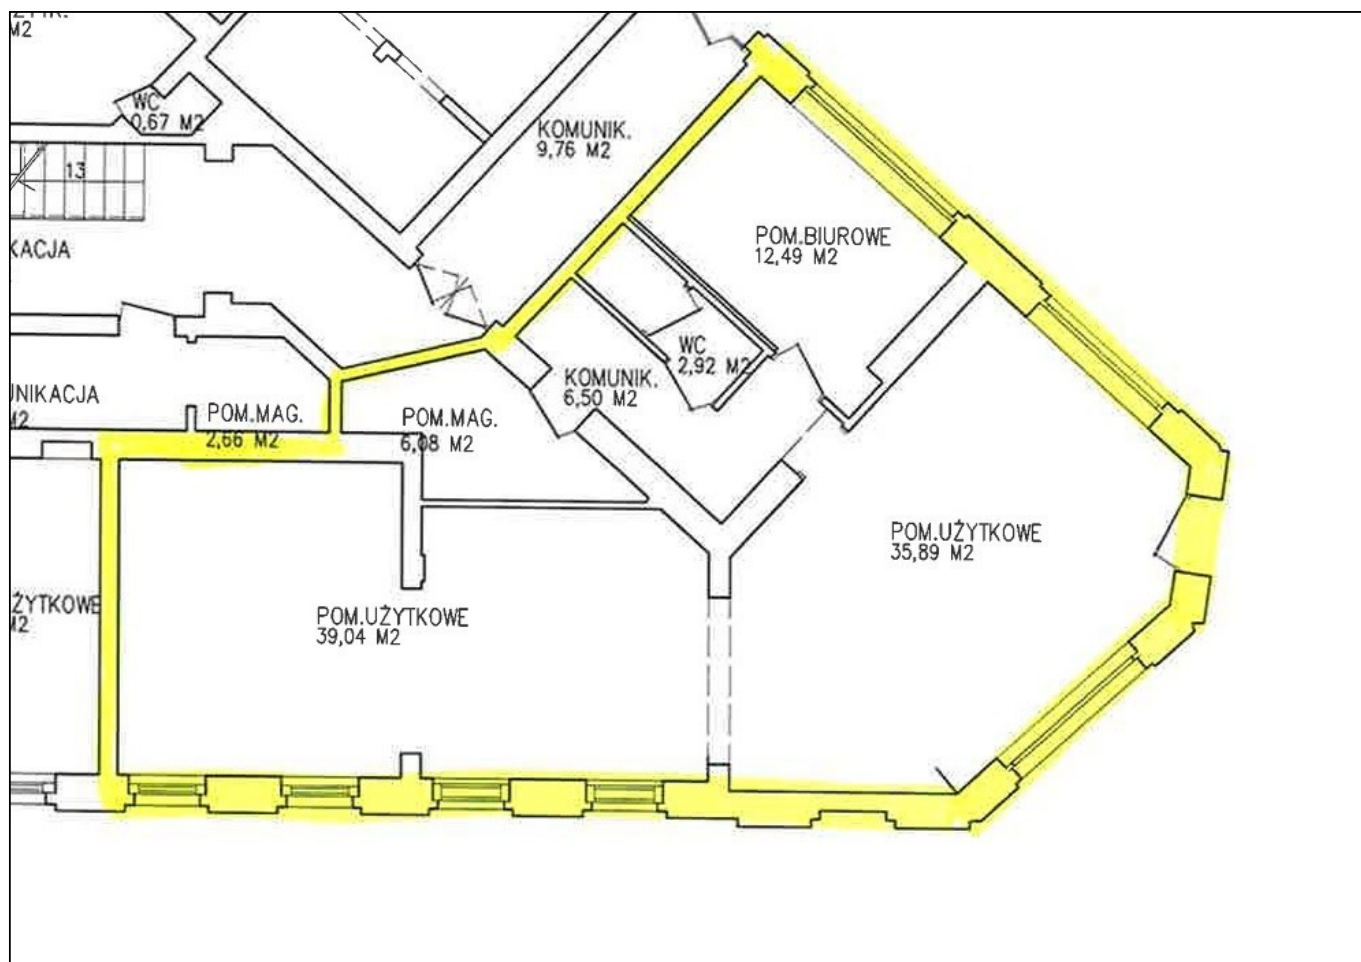 M2
WC
0,67 M2
KOMUNIK.
9,76 M2
13
POM.BIUROWE
12,49 M2
KACJA
WC
2,92 M2
KOMUNIK.
6,50 M2
UNIKACJA
M2
POM.MAG.
2,66 M2
POM.MAG.
6,08 M2
POM.UŻYTKOWE
35,89 M2
ŻYTKOWE
M2
POM.UŻYTKOWE
39,04 M2